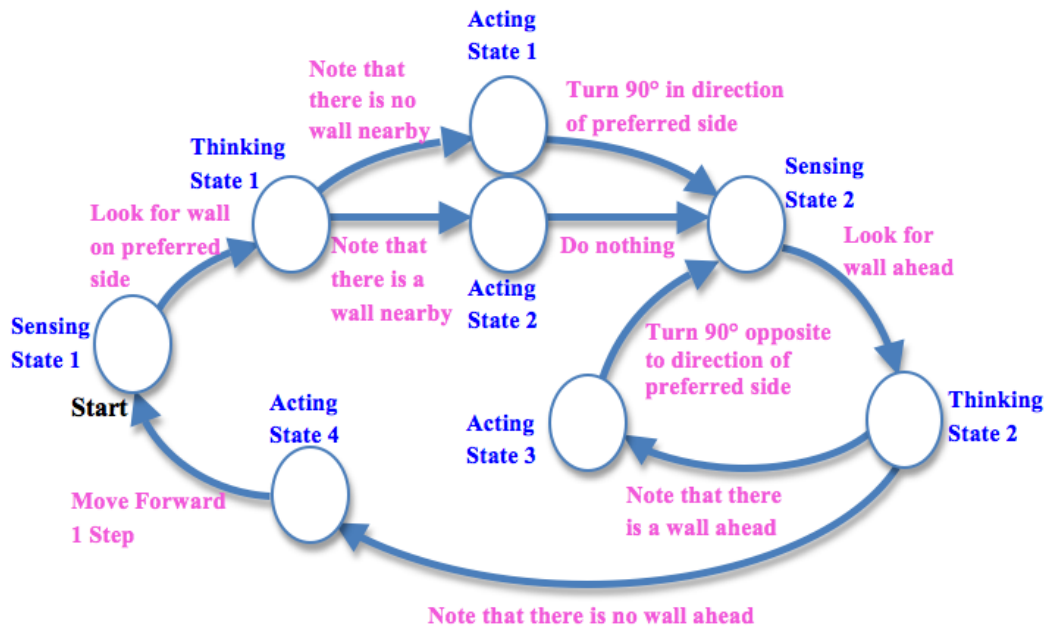 Acting
State 1
Note that
there is no
wall nearby
Turn 90° in direction
of preferred side
Thinking
State 1
Sensing
State 2
Look for wall
on preferred
side
Note that
there is a
wall nearby
Do nothing
Acting
State 2
Look for
wall ahead
Sensing
State 1
Start
Turn 90° opposite
to direction of
preferred side
Acting
State 4
Acting
State 3
Thinking
State 2
Move Forward
1 Step
Note that there
is a wall ahead
Note that there is no wall ahead